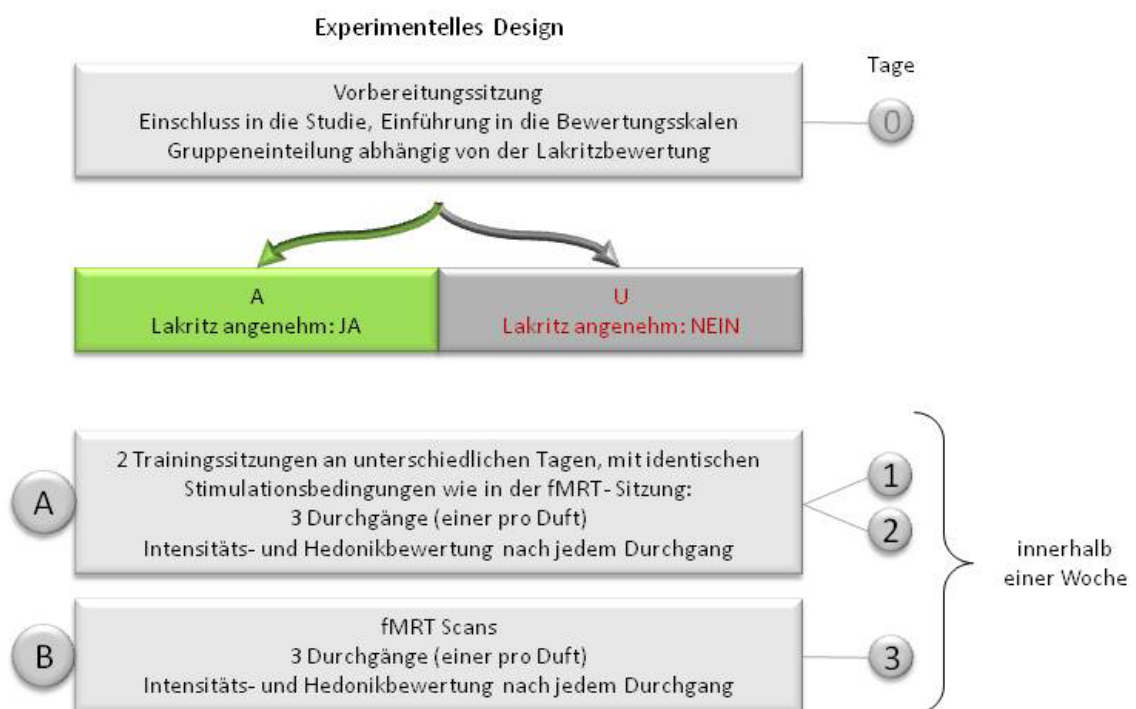 Experimentelles Design
Tage
Vorbereitungssitzung
Einschluss in die Studie, Einführung in die Bewertungsskalen
Gruppeneinteilung abhängig von der Lakritzbewertung
0
A
Lakritz angenehm: JA
U
Lakritz angenehm: NEIN
A
2 Trainingssitzungen an unterschiedlichen Tagen, mit identischen
Stimulationsbedingungen wie in der fMRT- Sitzung:
3 Durchgänge (einer pro Duft)
Intensitäts- und Hedonikbewertung nach jedem Durchgang
1
2
innerhalb
einer Woche
B
fMRT Scans
3 Durchgänge (einer pro Duft)
Intensitäts- und Hedonikbewertung nach jedem Durchgang
3